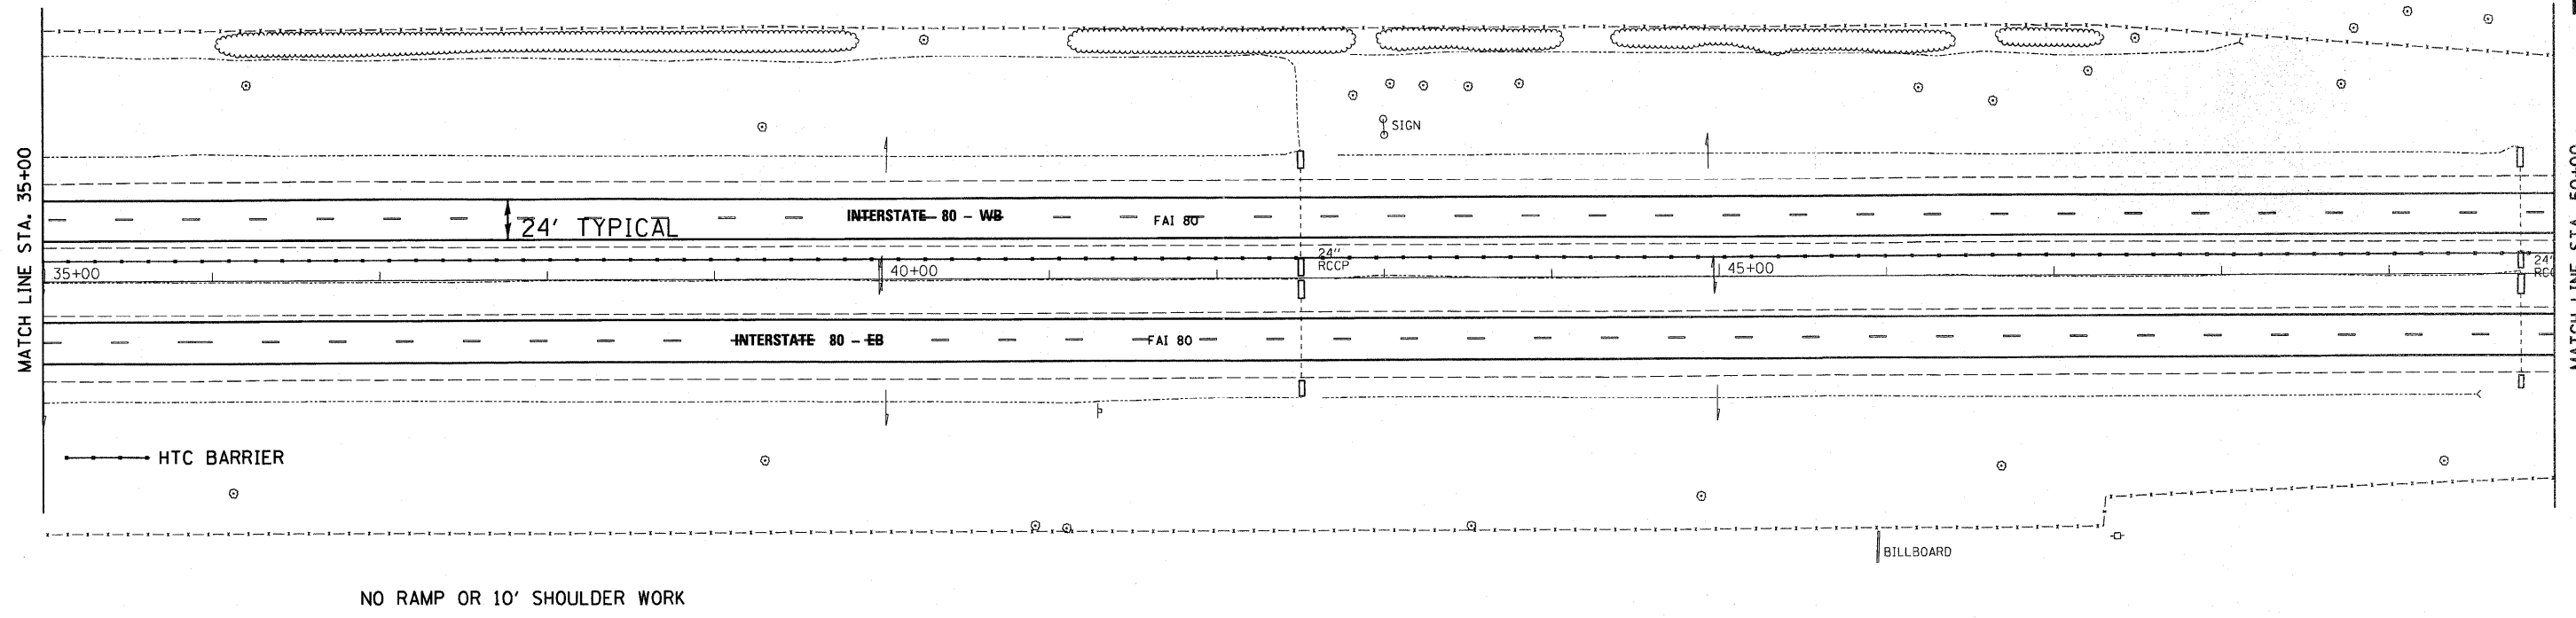 SIGN
MATCH LINE STA. 35+00
INTERSTATE 80 - WB
FAI 80
24' TYPICAL
24"
RCCP
35+00
40+00
45+00
24"
INTERSTATE 80 - EB
FAI 80
HTC BARRIER
BILLBOARD
NO RAMP OR 10' SHOULDER WORK